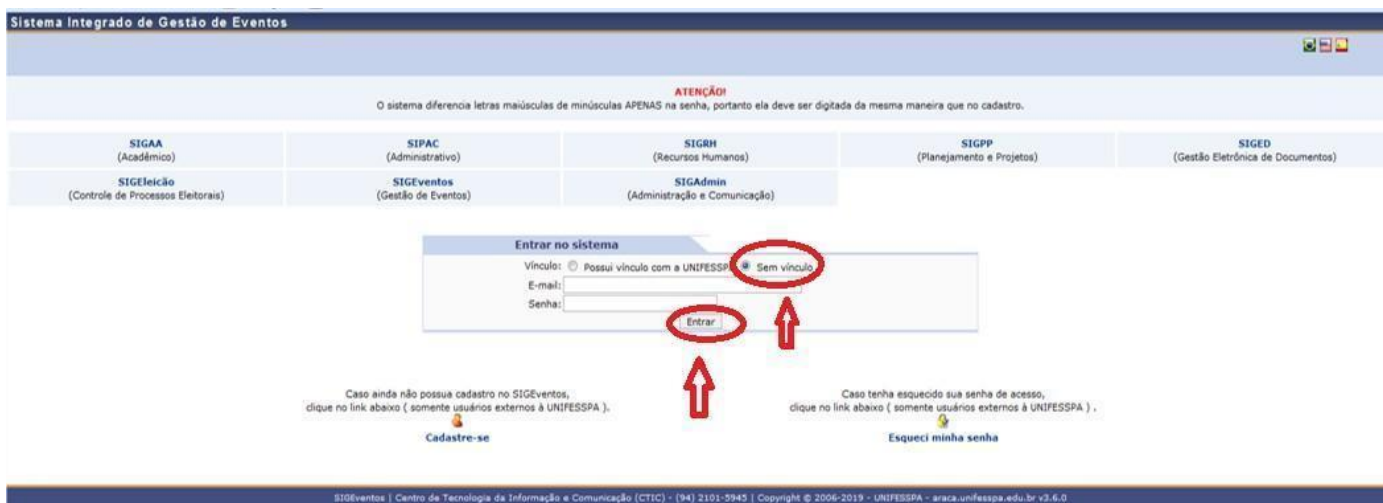 Sistema Integrado de Gestão de Eventos
ATENÇÃO!
O sistema diferencia letras maiúsculas de minúsculas APENAS na senha, portanto ela deve ser digitada da mesma maneira que no cadastro.
SIGAA
(Acadêmico)
SIPAC
(Administrativo)
SIGRH
(Recursos Humanos)
SIGPP
(Planejamento e Projetos)
SIGED
(Gestão Eletrônica de Documentos)
SIGEleição
(Controle de Processos Eleitorais)
SIGEventos
(Gestão de Eventos)
SIGAdmin
(Administração e Comunicação)
Entrar no sistema
Vínculo: Possui vínculo com a UNIFESSP Sem vínculo
E-mail:
Senha:
Entrar
Caso ainda não possua cadastro no SIGEventos,
clique no link abaixo ( somente usuários externos à UNIFESSPA ).
Cadastre-se
Caso tenha esquecido sua senha de acesso,
clique no link abaixo ( somente usuários externos à UNIFESSPA ) .
Esqueci minha senha
SIGEventos | Centro de Tecnologia da Informação e Comunicação (CTIC) - (94) 2101-5945 | Copyright © 2006-2019 - UNIFESSPA - araca.unifesspa.edu.br v3.6.0